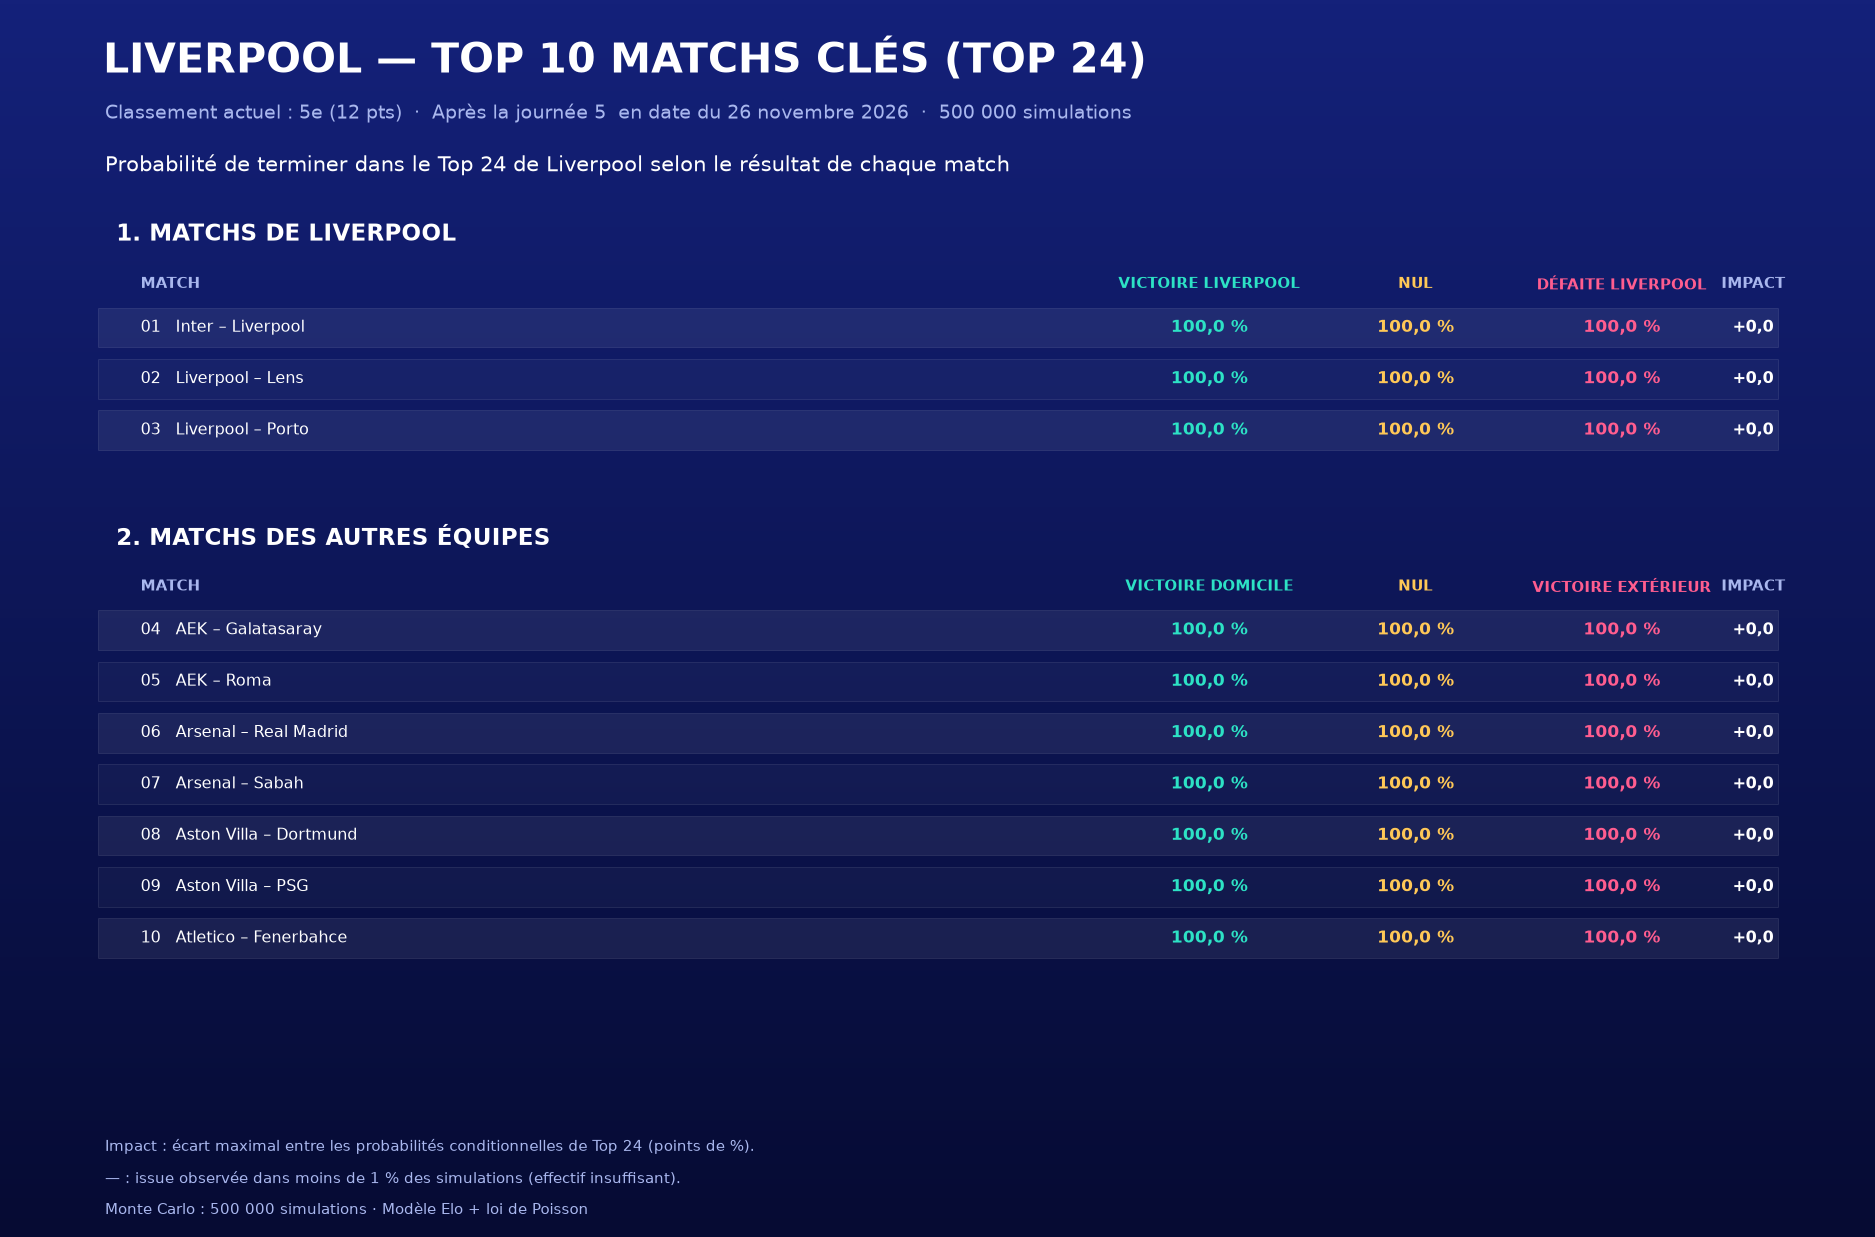 LIVERPOOL — TOP 10 MATCHS CLÉS (TOP 24)
Classement actuel : 5e (12 pts) · Après la journée 5 en date du 26 novembre 2026 · 500 000 simulations
Probabilité de terminer dans le Top 24 de Liverpool selon le résultat de chaque match
1. MATCHS DE LIVERPOOL
MATCH VICTOIRE LIVERPOOL NUL DÉFAITE LIVERPOOL IMPACT
01 Inter – Liverpool 100,0 % 100,0 % 100,0 % +0,0
02 Liverpool – Lens 100,0 % 100,0 % 100,0 % +0,0
03 Liverpool – Porto 100,0 % 100,0 % 100,0 % +0,0
2. MATCHS DES AUTRES ÉQUIPES
MATCH VICTOIRE DOMICILE NUL VICTOIRE EXTÉRIEUR IMPACT
04 AEK – Galatasaray 100,0 % 100,0 % 100,0 % +0,0
05 AEK – Roma 100,0 % 100,0 % 100,0 % +0,0
06 Arsenal – Real Madrid 100,0 % 100,0 % 100,0 % +0,0
07 Arsenal – Sabah 100,0 % 100,0 % 100,0 % +0,0
08 Aston Villa – Dortmund 100,0 % 100,0 % 100,0 % +0,0
09 Aston Villa – PSG 100,0 % 100,0 % 100,0 % +0,0
10 Atletico – Fenerbahce 100,0 % 100,0 % 100,0 % +0,0
Impact : écart maximal entre les probabilités conditionnelles de Top 24 (points de %).
— : issue observée dans moins de 1 % des simulations (effectif insuffisant).
Monte Carlo : 500 000 simulations · Modèle Elo + loi de Poisson